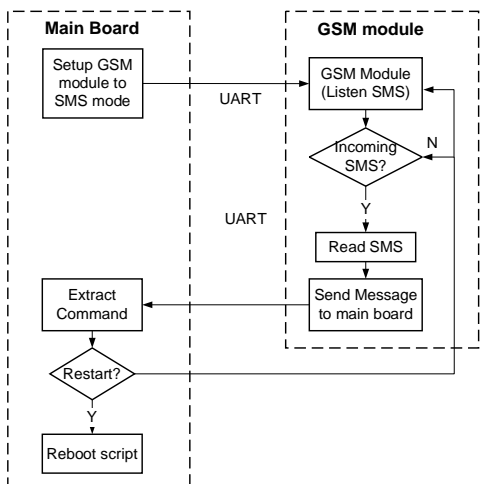 Main Board
GSM module
Setup GSM
module to
SMS mode
UART
GSM Module
(Listen SMS)
Incoming
SMS?
N
Y
UART
Read SMS
Send Message
to main board
Extract
Command
Restart?
Y
Reboot script